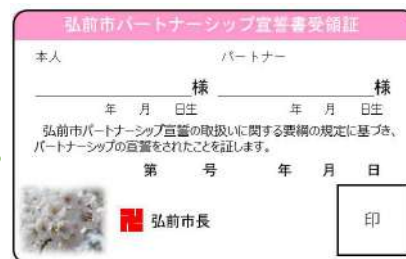 弘前市パートナーシップ宣誓書受領証
本人 パートナー
様 様
年 月 日生 年 月 日生
弘前市パートナーシップ宣誓の取扱いに関する要綱の規定に基づき、
パートナーシップの宣誓をされたことを証します。
第 号 年 月 日
卍 弘前市長 印